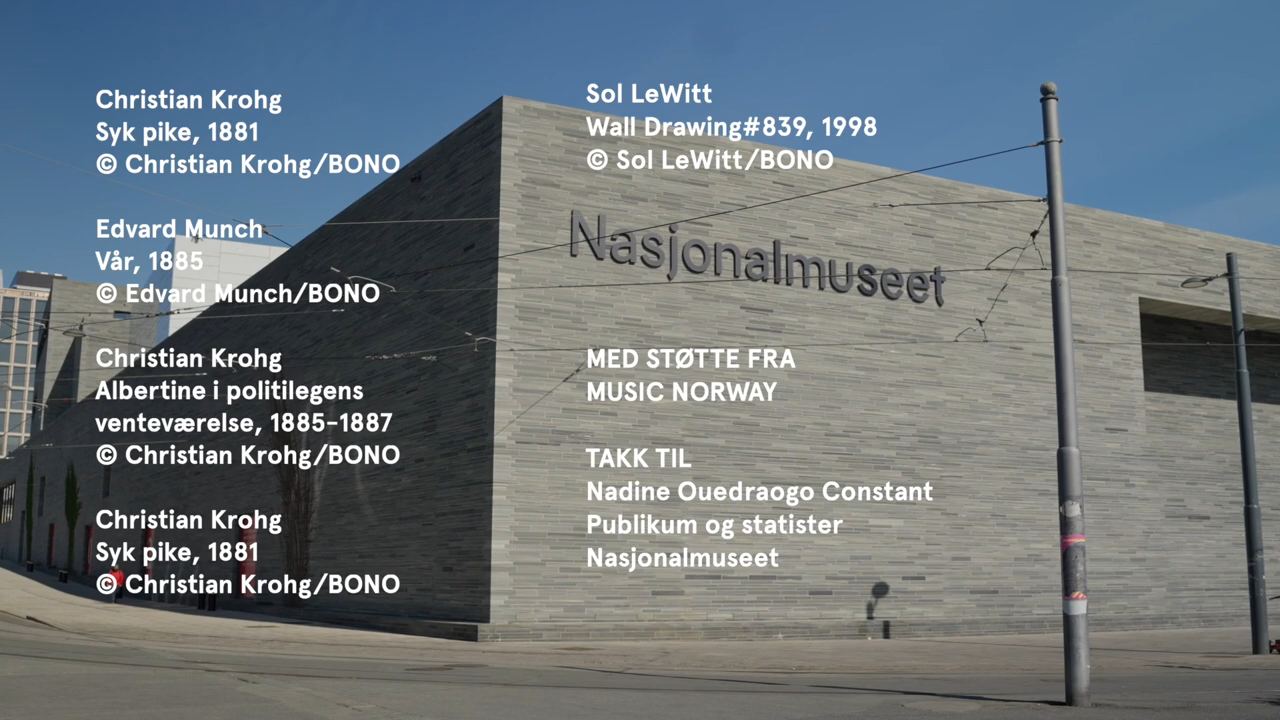 Christian Krohg
Syk pike, 1881
© Christian Krohg/BONO
Edvard Munch
Vår, 1885
© Edvard Munch/BONO
Christian Krohg
Albertine i politilegens
venteværelse, 1885-1887
© Christian Krohg/BONO
Christian Krohg
Syk pike, 1881
© Christian Krohg/BONO
Sol LeWitt
Wall Drawing#839, 1998
© Sol LeWitt/BONO
Nasjonalmuseet
MED STØTTE FRA
MUSIC NORWAY
TAKK TIL
Nadine Ouedraogo Constant
Publikum og statister
Nasjonalmuseet